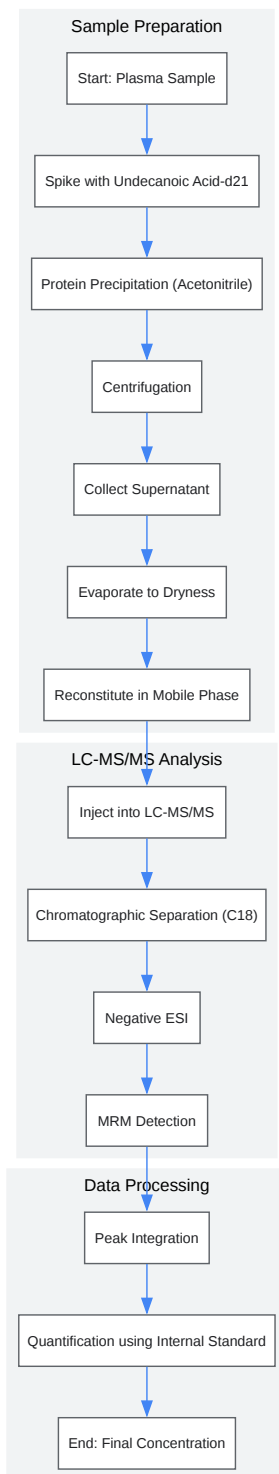 Sample Preparation
Start: Plasma Sample
Spike with Undecanoic Acid-d21
Protein Precipitation (Acetonitrile)
Centrifugation
Collect Supernatant
Evaporate to Dryness
Reconstitute in Mobile Phase
LC-MS/MS Analysis
Inject into LC-MS/MS
Chromatographic Separation (C18)
Negative ESI
MRM Detection
Data Processing
Peak Integration
Quantification using Internal Standard
End: Final Concentration